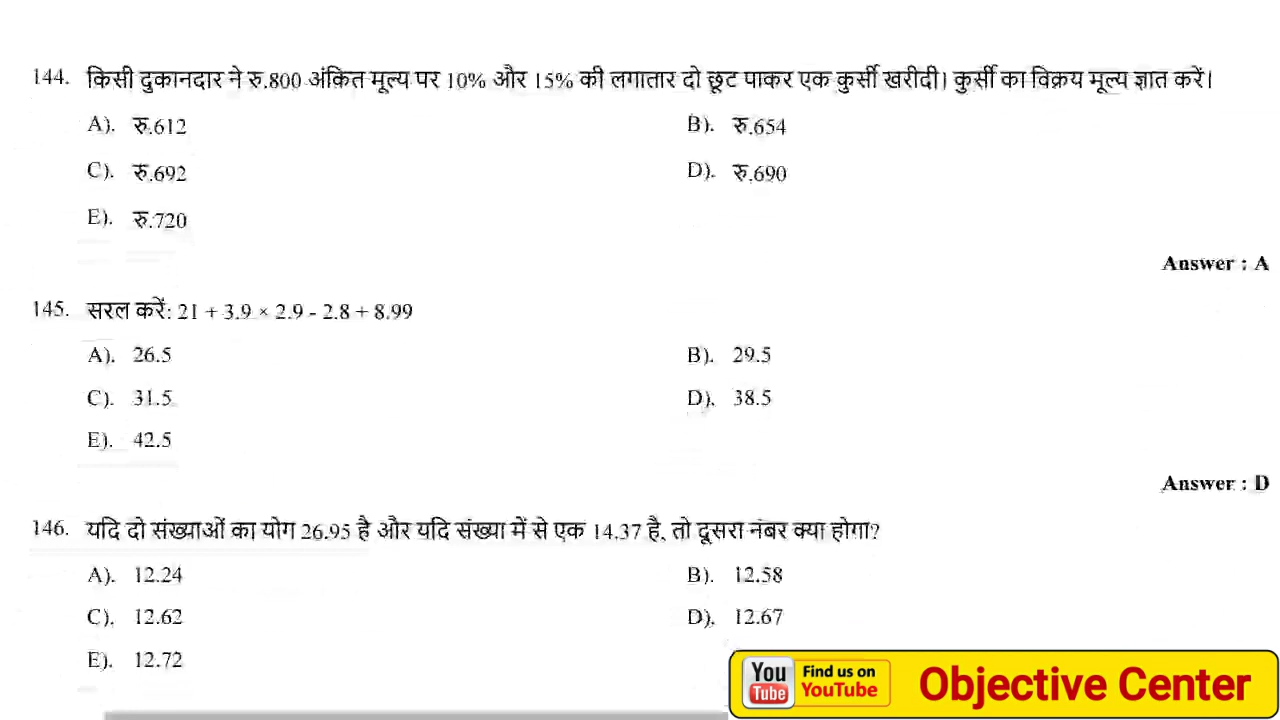 144. किसी दुकानदार ने रु.800 अंकित मूल्य पर 10% और 15% की लगातार दो छूट पाकर एक कुर्सी खरीदी। कुर्सी का विक्रय मूल्य ज्ञात करें।
A). रु.612 B). रु.654
C). रु.692 D). रु.690
E). रु.720
Answer : A
145. सरल करें: 21 + 3.9 × 2.9 - 2.8 + 8.99
A). 26.5 B). 29.5
C). 31.5 D). 38.5
E). 42.5
Answer : D
146. यदि दो संख्याओं का योग 26.95 है और यदि संख्या में से एक 14.37 है, तो दूसरा नंबर क्या होगा?
A). 12.24 B). 12.58
C). 12.62 D). 12.67
E). 12.72
You Tube Find us on YouTube Objective Center